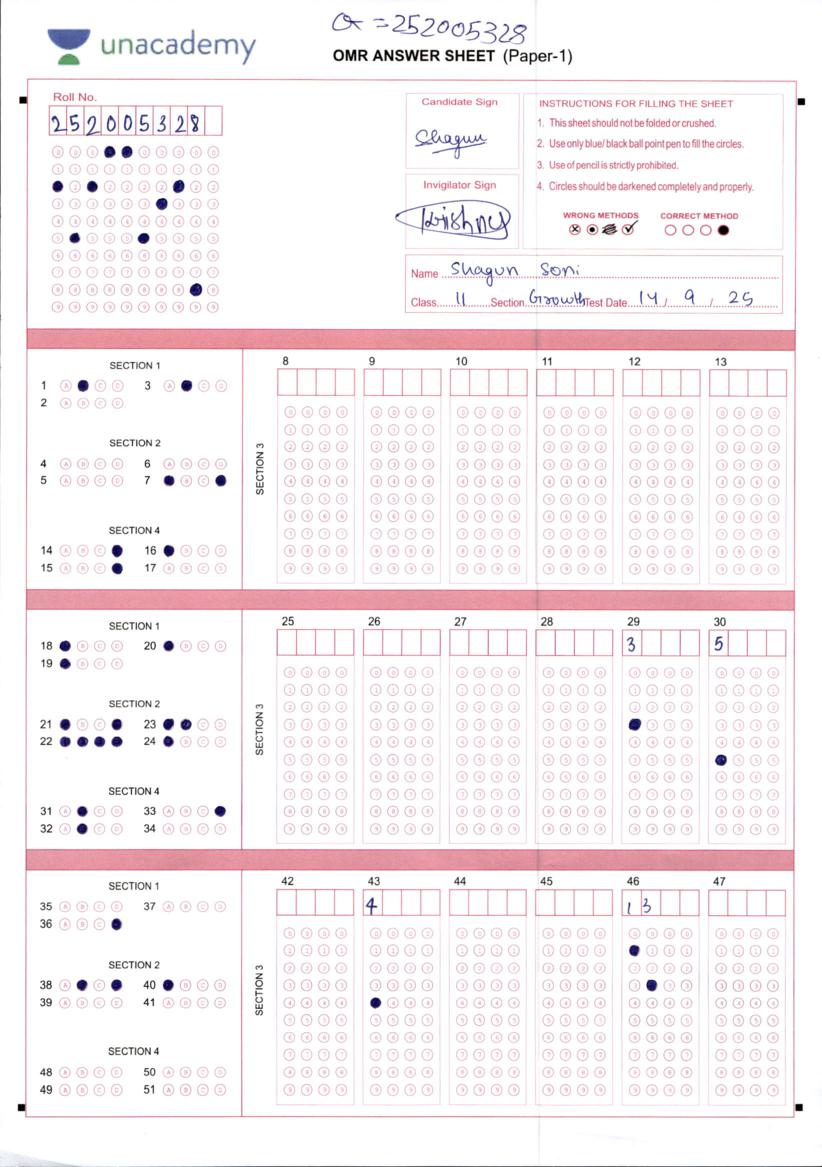 unacademy
Q = 252005328
OMR ANSWER SHEET (Paper-1)
Roll No.
2 5 2 0 0 5 3 2 8
Candidate Sign
Shagun
Invigilator Sign
Krishna
INSTRUCTIONS FOR FILLING THE SHEET
1. This sheet should not be folded or crushed.
2. Use only blue/ black ball point pen to fill the circles.
3. Use of pencil is strictly prohibited.
4. Circles should be darkened completely and properly.
WRONG METHODS CORRECT METHOD
Name Shagun Soni
Class 11 Section Growth Test Date 14 / 9 / 25
SECTION 1
1 A C D 3 A C D
2 A B C D
SECTION 2
4 A B C D 6 A B C D
5 A B C D 7 B C
SECTION 4
14 A B C 16 B C D
15 A B C 17 A B C D
SECTION 3
8 9 10 11 12 13
SECTION 1
18 B C D 20 B C D
19 B C D
SECTION 2
21 B C 23 C D
22 24 B C D
SECTION 4
31 A C D 33 A B C
32 A C D 34 A B C D
SECTION 3
25 26 27 28 29 30
3 5
SECTION 1
35 A B C D 37 A B C D
36 A B C
SECTION 2
38 A C 40 B C D
39 A B C D 41 A B C D
SECTION 4
48 A B C D 50 A B C D
49 A B C D 51 A B C D
SECTION 3
42 43 44 45 46 47
4 1 3